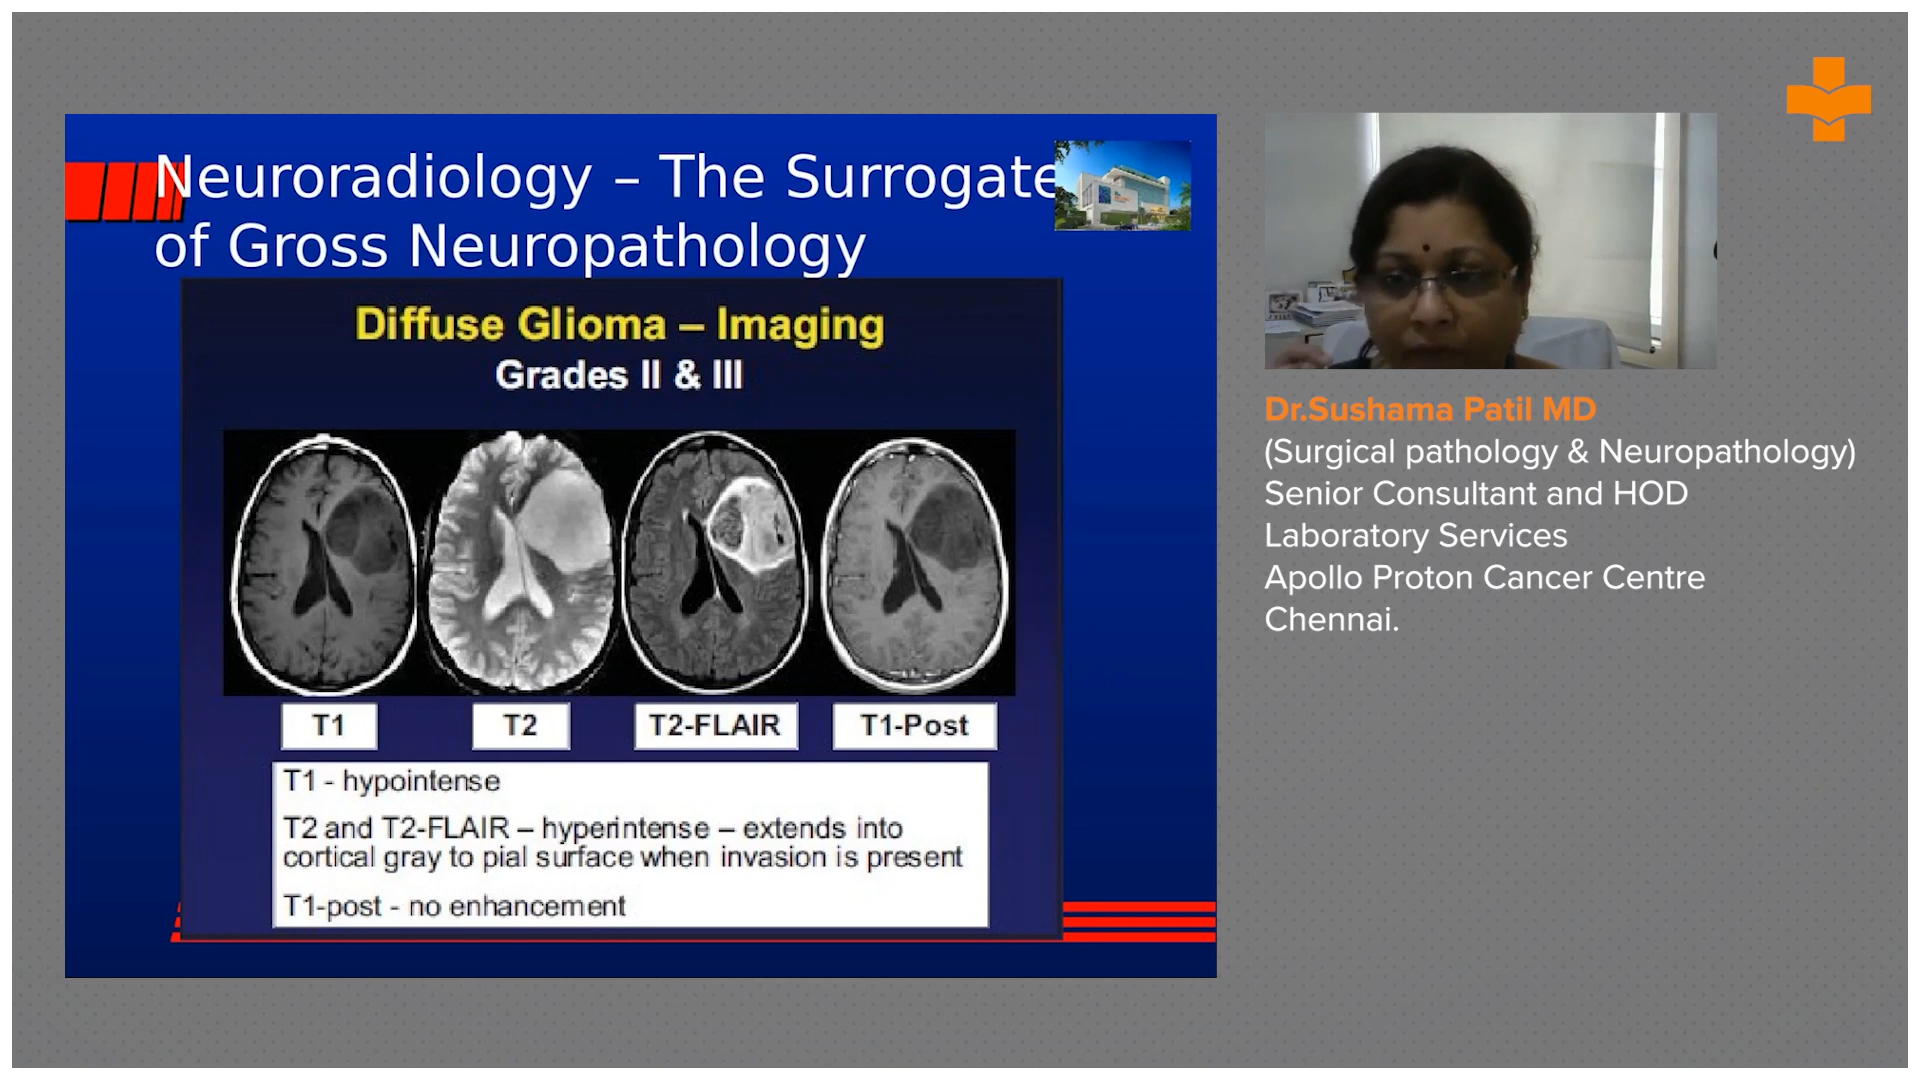 Neuroradiology – The Surrogate
of Gross Neuropathology
Diffuse Glioma – Imaging
Grades II & III
T1
T2
T2-FLAIR
T1-Post
T1 - hypointense
T2 and T2-FLAIR – hyperintense – extends into
cortical gray to pial surface when invasion is present
T1-post - no enhancement
Dr.Sushama Patil MD
(Surgical pathology & Neuropathology)
Senior Consultant and HOD
Laboratory Services
Apollo Proton Cancer Centre
Chennai.